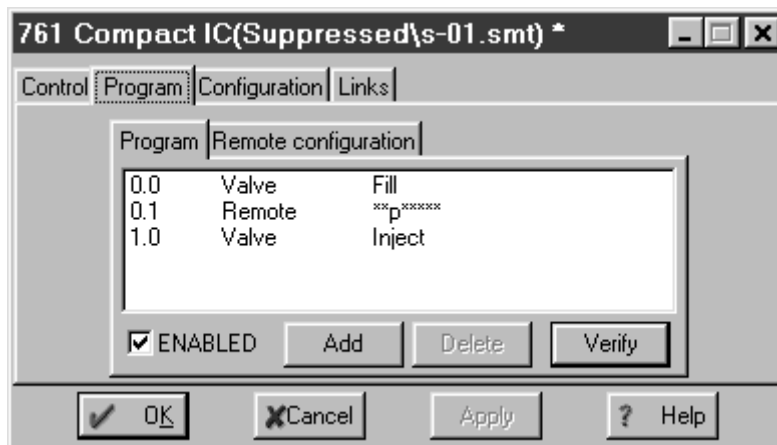 761 Compact IC(Suppressed\s-01.smt) *
Control Program Configuration Links
Program Remote configuration
0.0 Valve Fill
0.1 Remote **p*****
1.0 Valve Inject
ENABLED Add Delete Verify
OK Cancel Apply ? Help